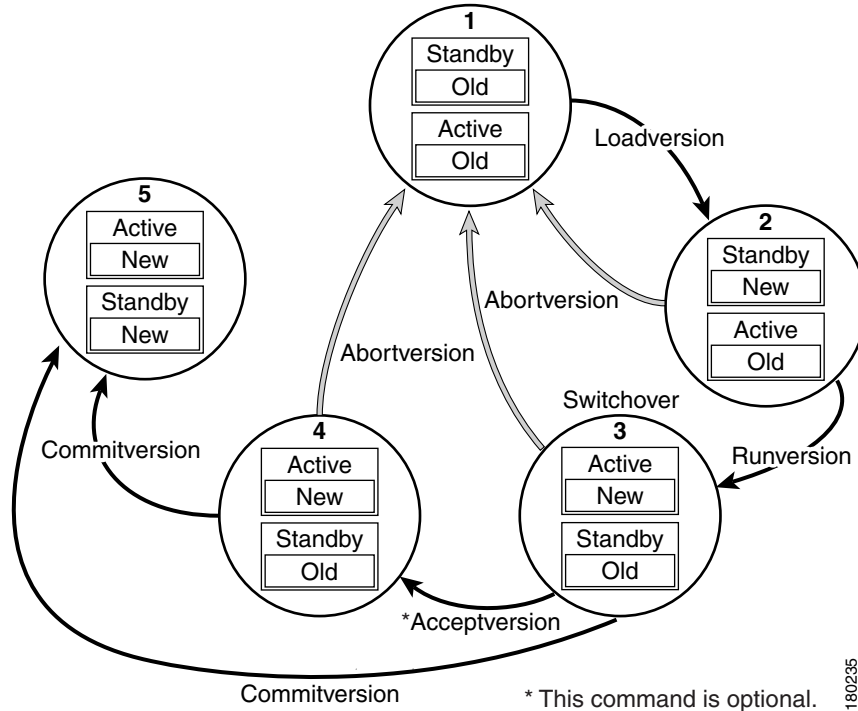 1
Standby
Old
Active
Old
Loadversion
5
Active
New
Standby
New
2
Standby
New
Active
Old
Abortversion
Abortversion
Switchover
4
Active
New
Standby
Old
3
Active
New
Standby
Old
Commitversion
Runversion
*Acceptversion
Commitversion
* This command is optional.
180235